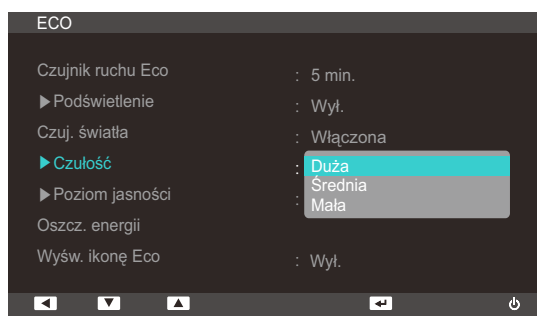 ECO
Czujnik ruchu Eco : 5 min.
▶Podświetlenie : Wył.
Czuj. światła : Włączona
▶Czułość : Duża
Średnia
▶Poziom jasności : Mała
Oszcz. energii
Wyśw. ikonę Eco : Wył.